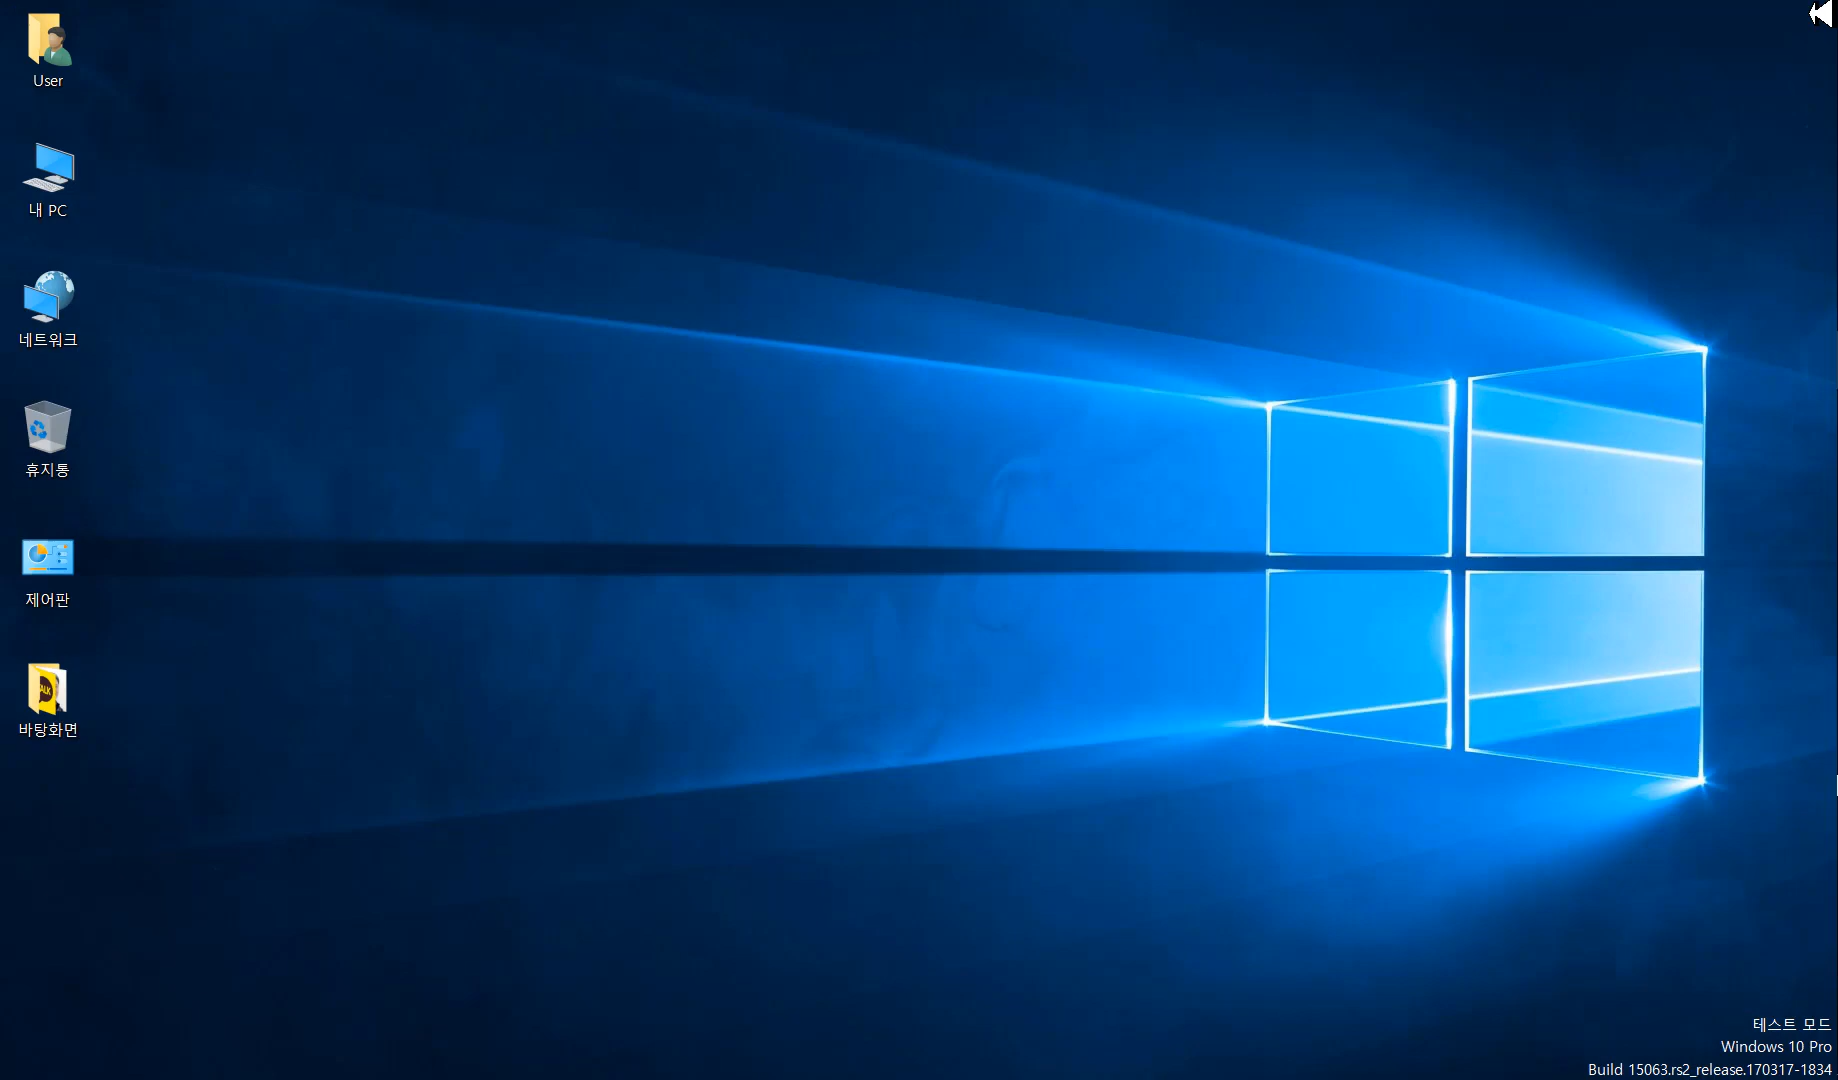 User
내 PC
네트워크
휴지통
제어판
바탕화면
테스트 모드
Windows 10 Pro
Build 15063.rs2_release.170317-1834